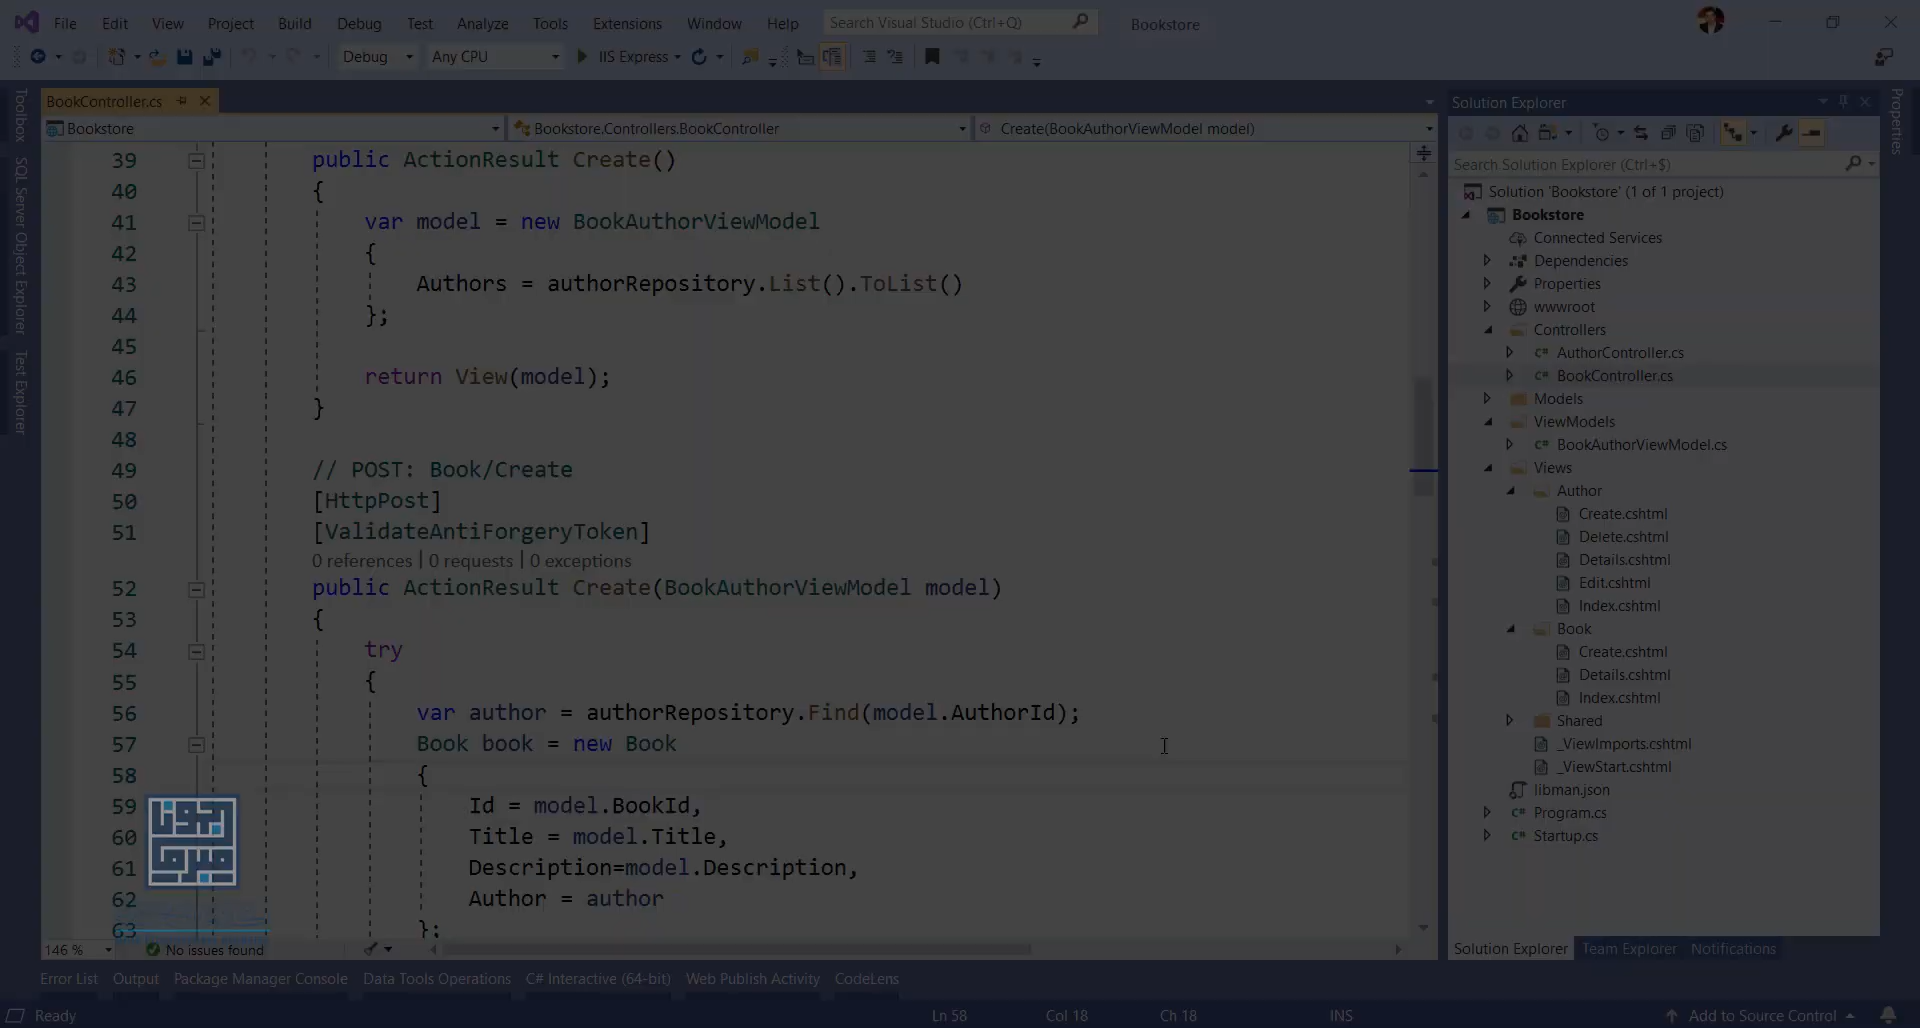 File Edit View Project Build Debug Test Analyze Tools Extensions Window Help Search Visual Studio (Ctrl+Q) Bookstore
Debug Any CPU IIS Express
BookController.cs
Bookstore Bookstore.Controllers.BookController Create(BookAuthorViewModel model)
Toolbox
SQL Server Object Explorer
Test Explorer
39 public ActionResult Create()
40 {
41 var model = new BookAuthorViewModel
42 {
43 Authors = authorRepository.List().ToList()
44 };
45
46 return View(model);
47 }
48
49 // POST: Book/Create
50 [HttpPost]
51 [ValidateAntiForgeryToken]
0 references | 0 requests | 0 exceptions
52 public ActionResult Create(BookAuthorViewModel model)
53 {
54 try
55 {
56 var author = authorRepository.Find(model.AuthorId);
57 Book book = new Book
58 {
59 Id = model.BookId,
60 Title = model.Title,
61 Description=model.Description,
62 Author = author
63 };
146 % No issues found
Solution Explorer
Search Solution Explorer (Ctrl+$)
Solution 'Bookstore' (1 of 1 project)
Bookstore
Connected Services
Dependencies
Properties
wwwroot
Controllers
C# AuthorController.cs
C# BookController.cs
Models
ViewModels
C# BookAuthorViewModel.cs
Views
Author
Create.cshtml
Delete.cshtml
Details.cshtml
Edit.cshtml
Index.cshtml
Book
Create.cshtml
Details.cshtml
Index.cshtml
Shared
_ViewImports.cshtml
_ViewStart.cshtml
libman.json
C# Program.cs
C# Startup.cs
Solution Explorer Team Explorer Notifications
Properties
Error List Output Package Manager Console Data Tools Operations C# Interactive (64-bit) Web Publish Activity CodeLens
Ready Ln 58 Col 18 Ch 18 INS Add to Source Control